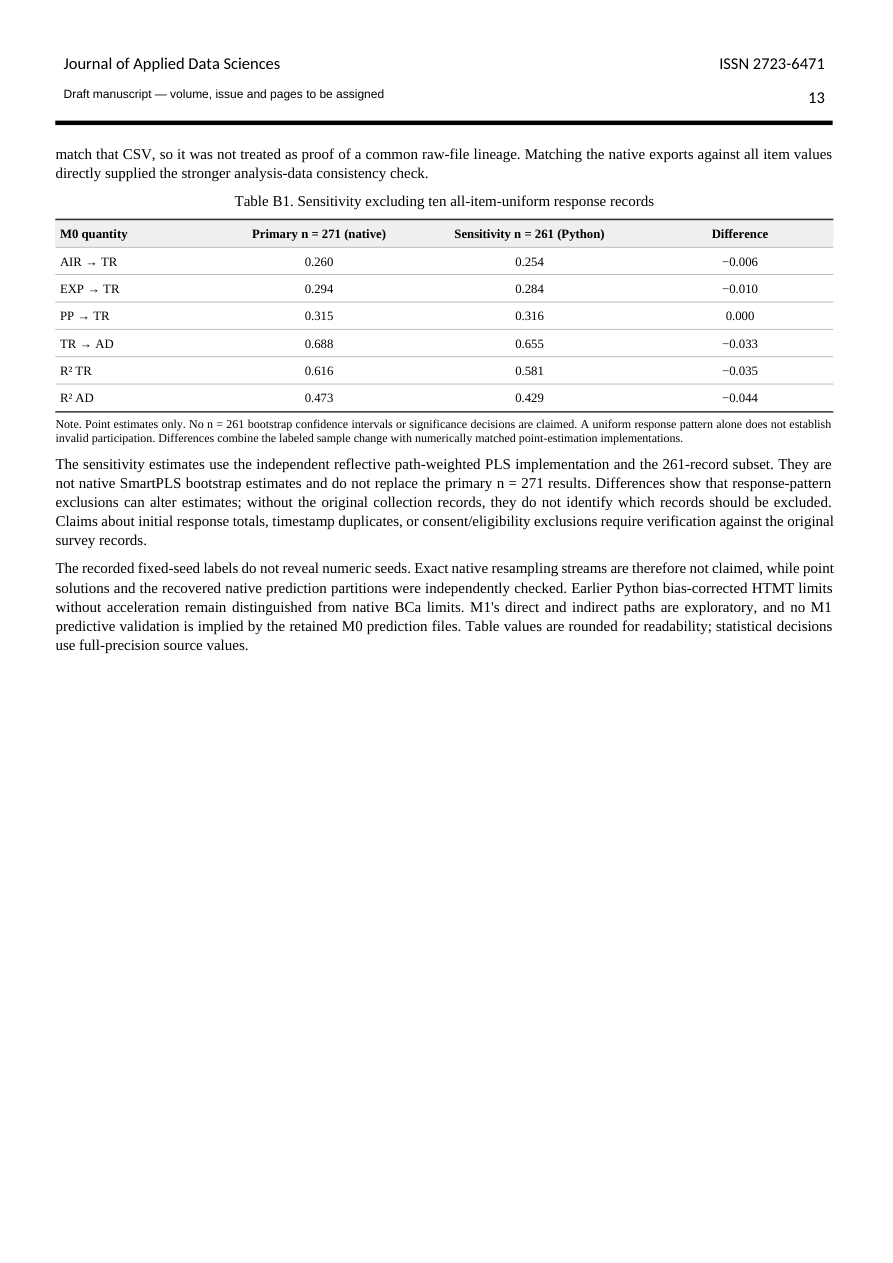 Journal of Applied Data Sciences ISSN 2723-6471
Draft manuscript — volume, issue and pages to be assigned 13
match that CSV, so it was not treated as proof of a common raw-file lineage. Matching the native exports against all item values
directly supplied the stronger analysis-data consistency check.
Table B1. Sensitivity excluding ten all-item-uniform response records
M0 quantity Primary n = 271 (native) Sensitivity n = 261 (Python) Difference
AIR → TR 0.260 0.254 −0.006
EXP → TR 0.294 0.284 −0.010
PP → TR 0.315 0.316 0.000
TR → AD 0.688 0.655 −0.033
R² TR 0.616 0.581 −0.035
R² AD 0.473 0.429 −0.044
Note. Point estimates only. No n = 261 bootstrap confidence intervals or significance decisions are claimed. A uniform response pattern alone does not establish
invalid participation. Differences combine the labeled sample change with numerically matched point-estimation implementations.
The sensitivity estimates use the independent reflective path-weighted PLS implementation and the 261-record subset. They are
not native SmartPLS bootstrap estimates and do not replace the primary n = 271 results. Differences show that response-pattern
exclusions can alter estimates; without the original collection records, they do not identify which records should be excluded.
Claims about initial response totals, timestamp duplicates, or consent/eligibility exclusions require verification against the original
survey records.
The recorded fixed-seed labels do not reveal numeric seeds. Exact native resampling streams are therefore not claimed, while point
solutions and the recovered native prediction partitions were independently checked. Earlier Python bias-corrected HTMT limits
without acceleration remain distinguished from native BCa limits. M1's direct and indirect paths are exploratory, and no M1
predictive validation is implied by the retained M0 prediction files. Table values are rounded for readability; statistical decisions
use full-precision source values.